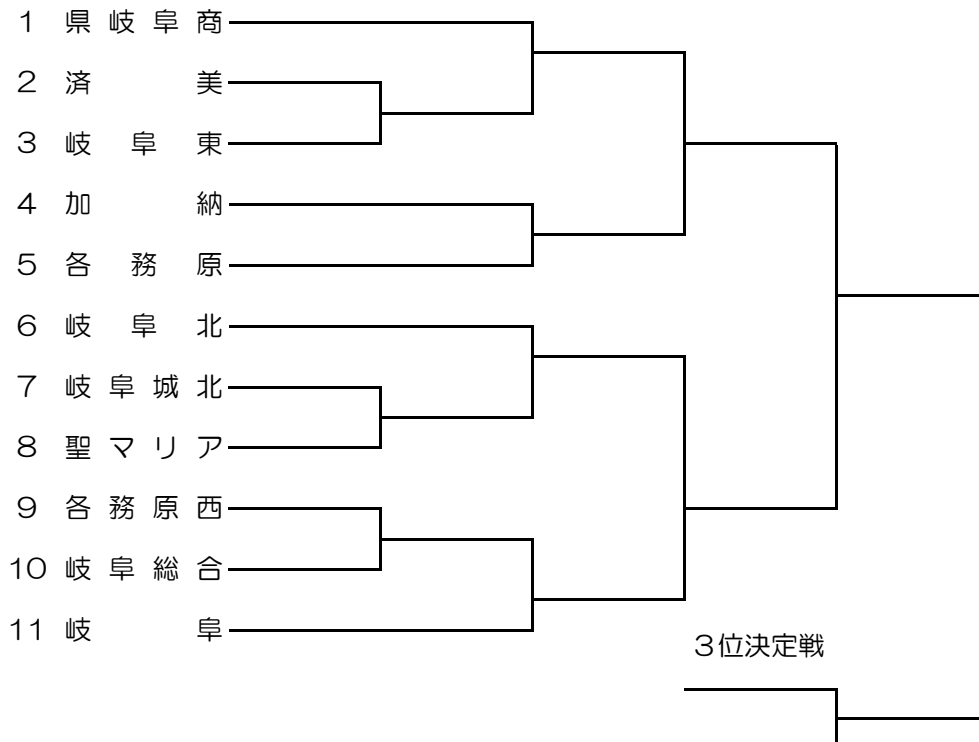 1 県岐阜商
2 済美
3 岐阜東
4 加納
5 各務原
6 岐阜北
7 岐阜城北
8 聖マリア
9 各務原西
10 岐阜総合
11 岐阜
3位決定戦